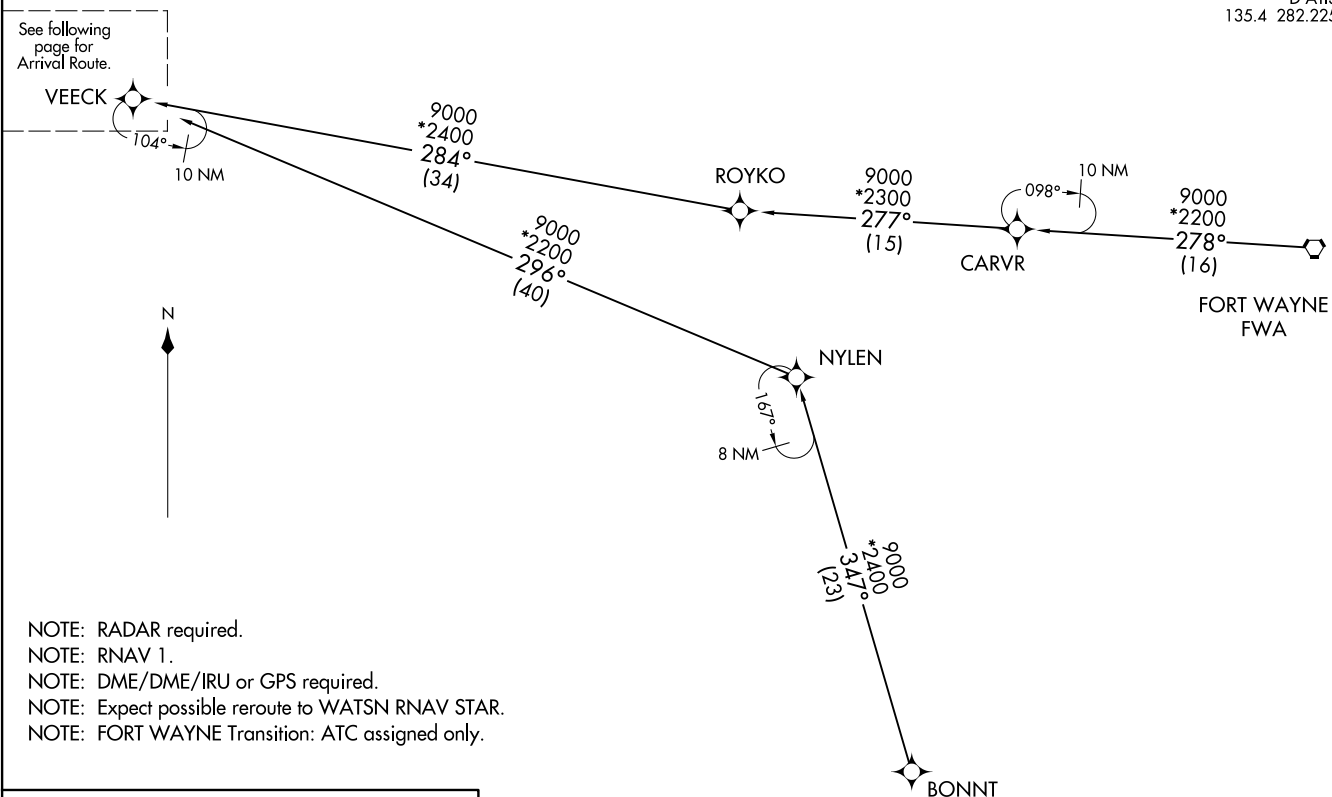 D-ATIS
135.4 282.225
See following
page for
Arrival Route.
VEECK
104°
10 NM
9000
*2400
284°
(34)
ROYKO
9000
*2300
277°
(15)
098°
10 NM
CARVR
9000
*2200
278°
(16)
FORT WAYNE
FWA
9000
*2200
296°
(40)
N
NYLEN
167°
8 NM
9000
*2400
347°
(23)
NOTE: RADAR required.
NOTE: RNAV 1.
NOTE: DME/DME/IRU or GPS required.
NOTE: Expect possible reroute to WATSN RNAV STAR.
NOTE: FORT WAYNE Transition: ATC assigned only.
BONNT